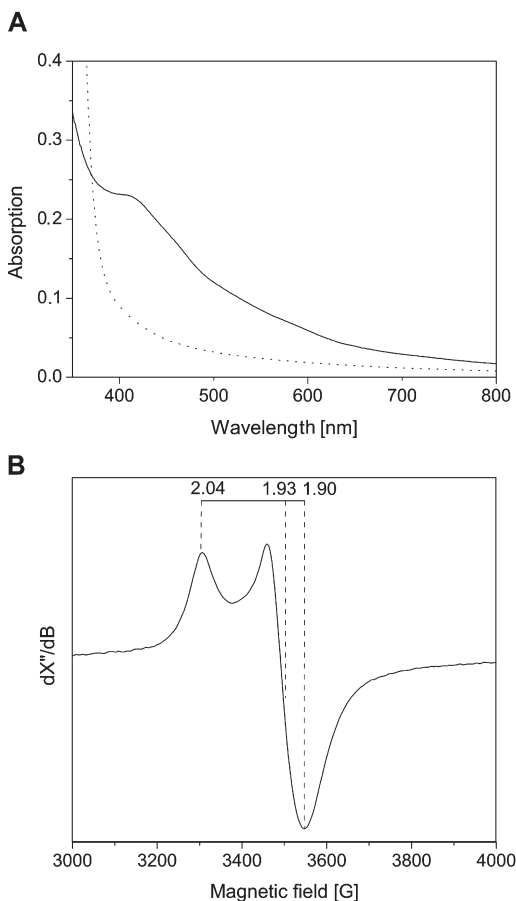 A
0.4
0.3
0.2
0.1
0.0
Absorption
400 500 600 700 800
Wavelength [nm]
B
2.04 1.93 1.90
dX"/dB
3000 3200 3400 3600 3800 4000
Magnetic field [G]